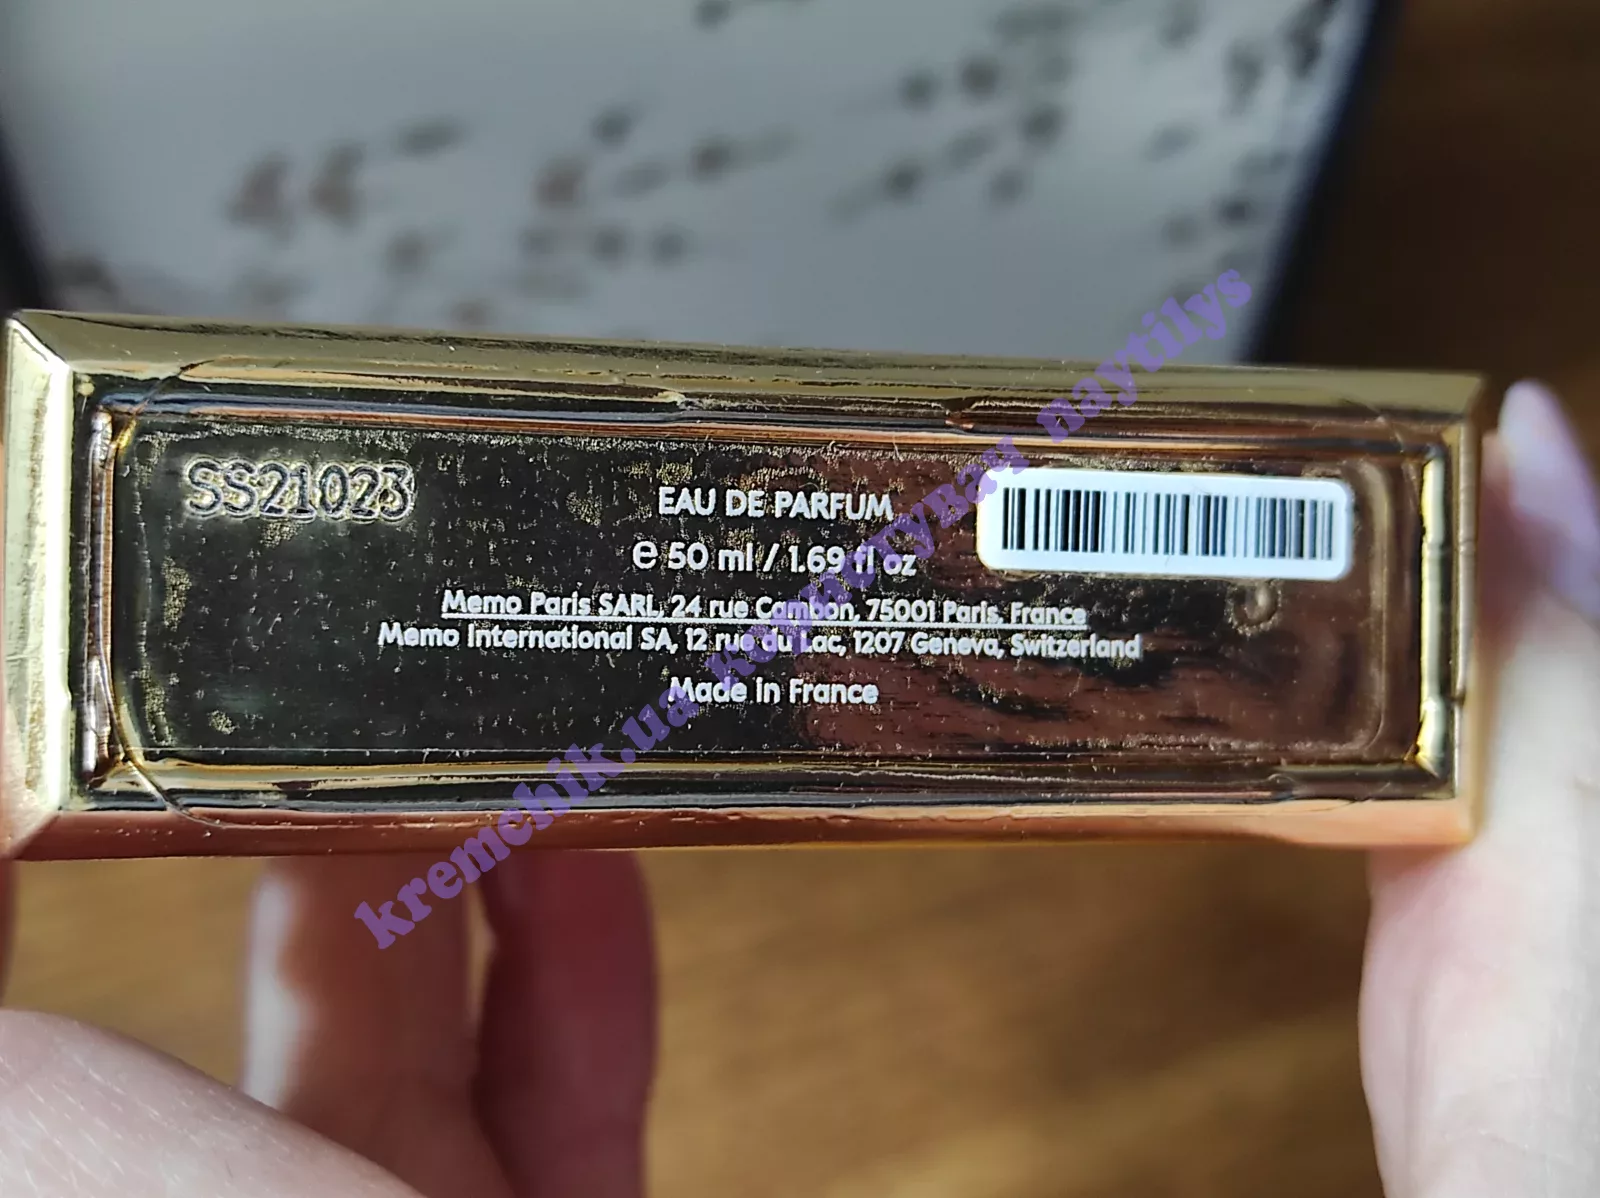 SS21023
EAU DE PARFUM
e 50 ml / 1.69 fl oz
Memo Paris SARL, 24 rue Cambon, 75001 Paris, France
Memo International SA, 12 rue du Lac, 1207 Geneva, Switzerland
Made in France
kremchik.ua naytilys